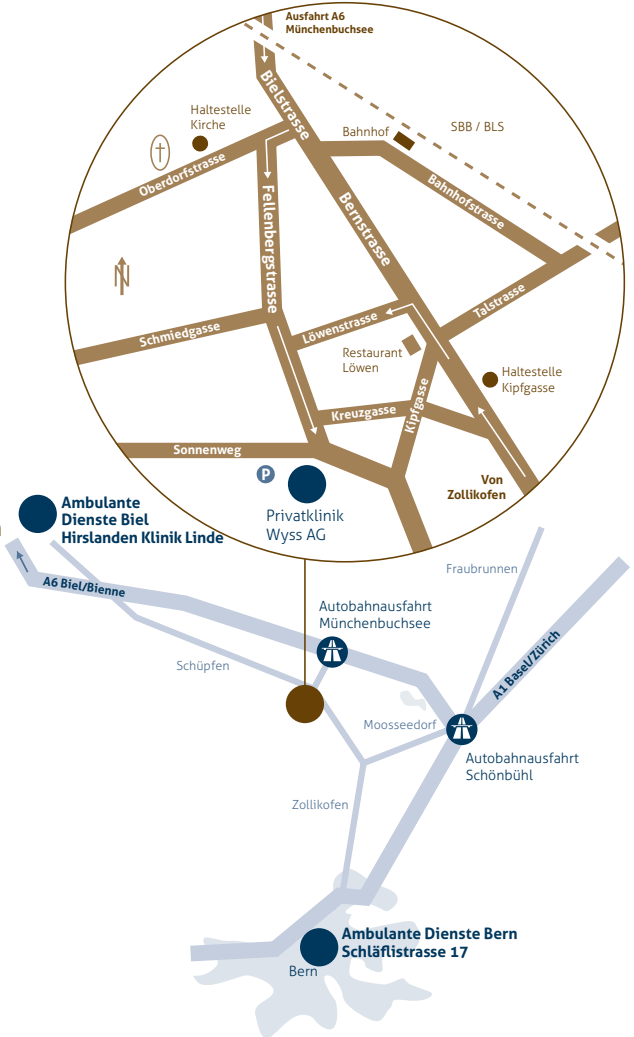 Ausfahrt A6
Münchenbuchsee
Bielstrasse
Haltestelle
Kirche
Bahnhof
SBB / BLS
Oberdorfstrasse
Fellenbergstrasse
Bernstrasse
Bahnhofstrasse
N
Talstrasse
Schmiedgasse
Löwenstrasse
Restaurant
Löwen
Haltestelle
Kipfgasse
Kipfgasse
Kreuzgasse
Sonnenweg
P
Von
Zollikofen
Privatklinik
Wyss AG
Ambulante
Dienste Biel
Hirslanden Klinik Linde
A6 Biel/Bienne
Fraubrunnen
Autobahnausfahrt
Münchenbuchsee
A1 Basel/Zürich
Schüpfen
Moosseedorf
Autobahnausfahrt
Schönbühl
Zollikofen
Ambulante Dienste Bern
Schläflistrasse 17
Bern